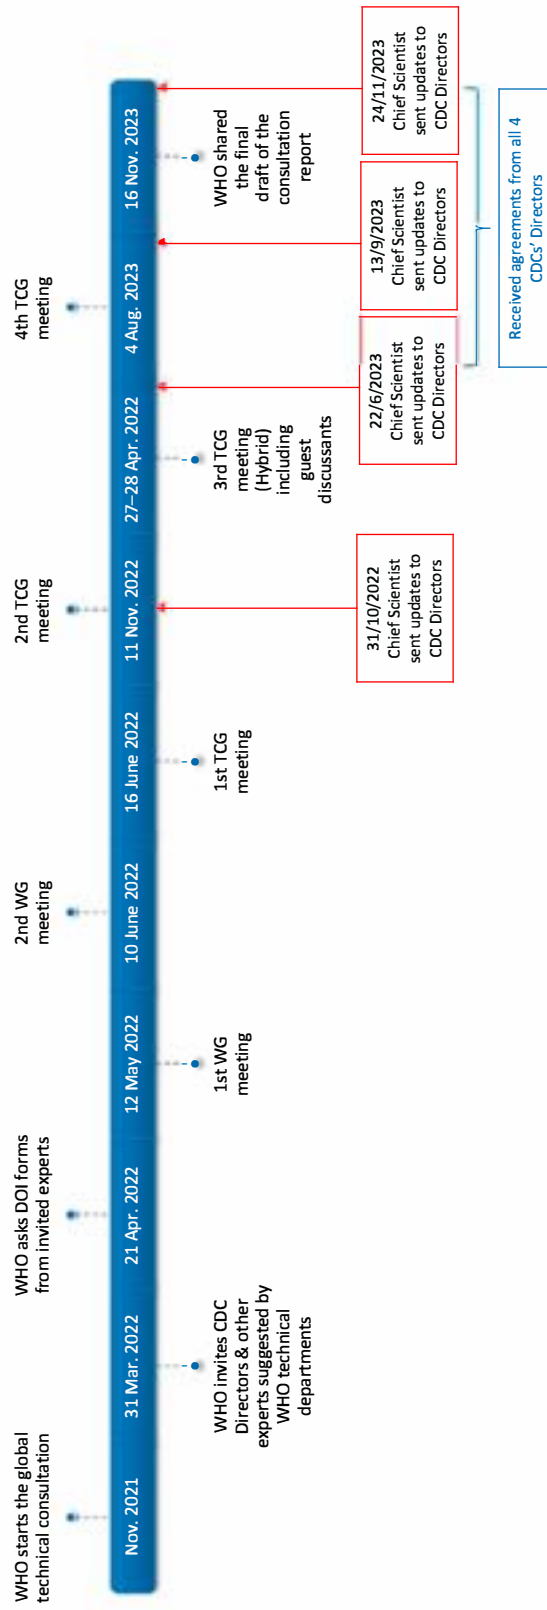 WHO starts the global
technical consultation
WHO asks DOI forms
from invited experts
2nd WG
meeting
2nd TCG
meeting
4th TCG
meeting
Nov. 2021
31 Mar. 2022
21 Apr. 2022
12 May 2022
10 June 2022
16 June 2022
11 Nov. 2022
27–28 Apr. 2022
4 Aug. 2023
16 Nov. 2023
WHO invites CDC
Directors & other
experts suggested by
WHO technical
departments
1st WG
meeting
1st TCG
meeting
3rd TCG
meeting
(Hybrid)
including
guest
discussants
WHO shared
the final
draft of the
consultation
report
31/10/2022
Chief Scientist
sent updates to
CDC Directors
22/6/2023
Chief Scientist
sent updates to
CDC Directors
13/9/2023
Chief Scientist
sent updates to
CDC Directors
24/11/2023
Chief Scientist
sent updates to
CDC Directors
Received agreements from all 4
CDCs’ Directors